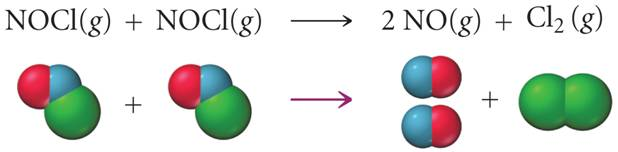 NOCl(g) + NOCl(g) ⟶ 2 NO(g) + Cl₂ (g)
+ ⟶ +